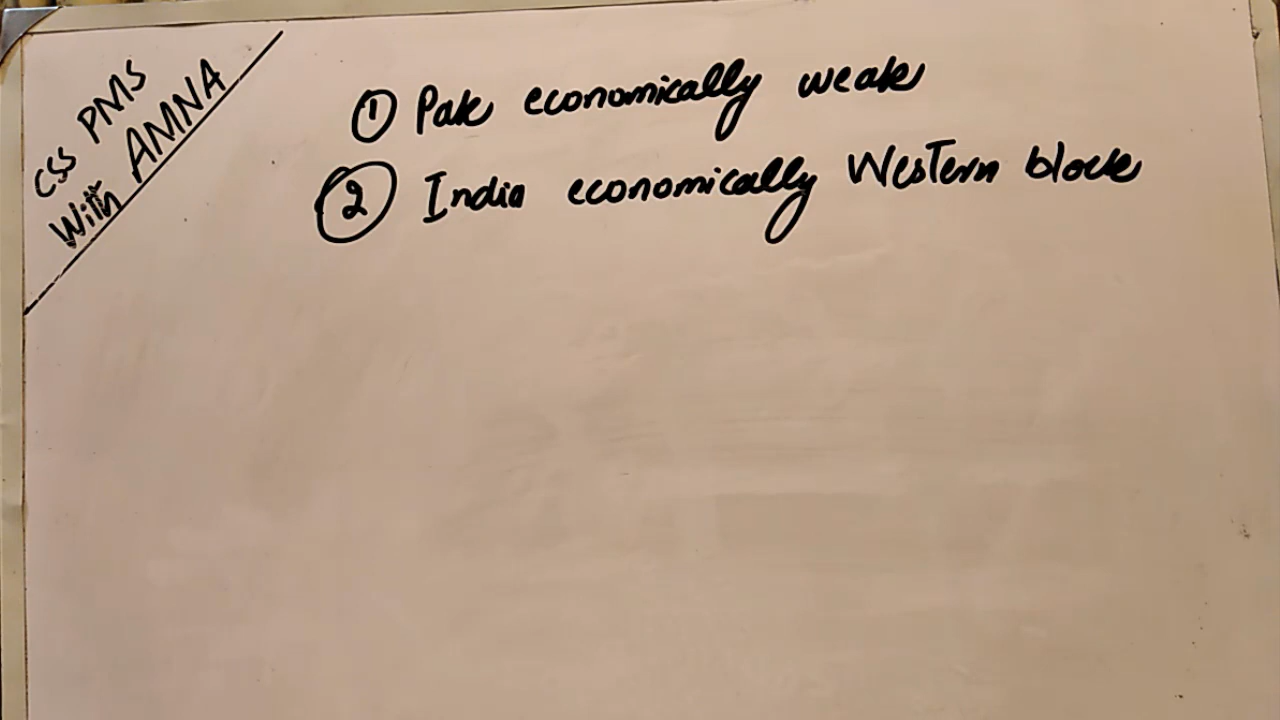 CSS PMS
With AMNA
① Pak economically weak
② India economically Western block